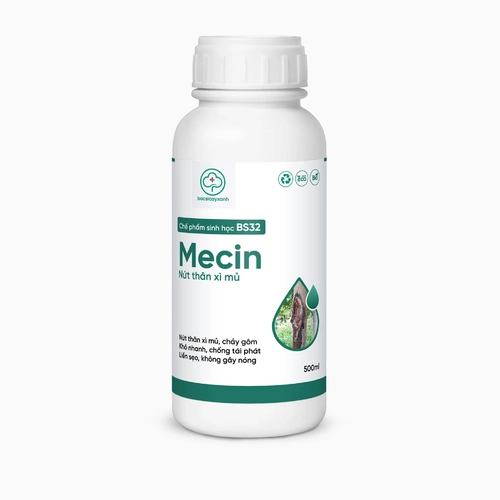 bacsicayxanh
Chế phẩm sinh học BS32
Mecin
Nứt thân xì mủ
Nứt thân xì mủ, chảy gôm
Khô nhanh, chống tái phát
Liền sẹo, không gây nóng
500ml